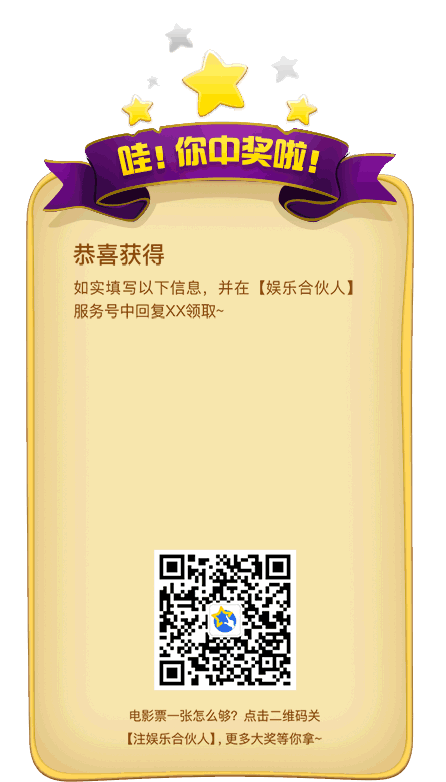 哇！你中奖啦！
恭喜获得
如实填写以下信息，并在【娱乐合伙人】
服务号中回复XX领取~
电影票一张怎么够？点击二维码关
【注娱乐合伙人】，更多大奖等你拿~